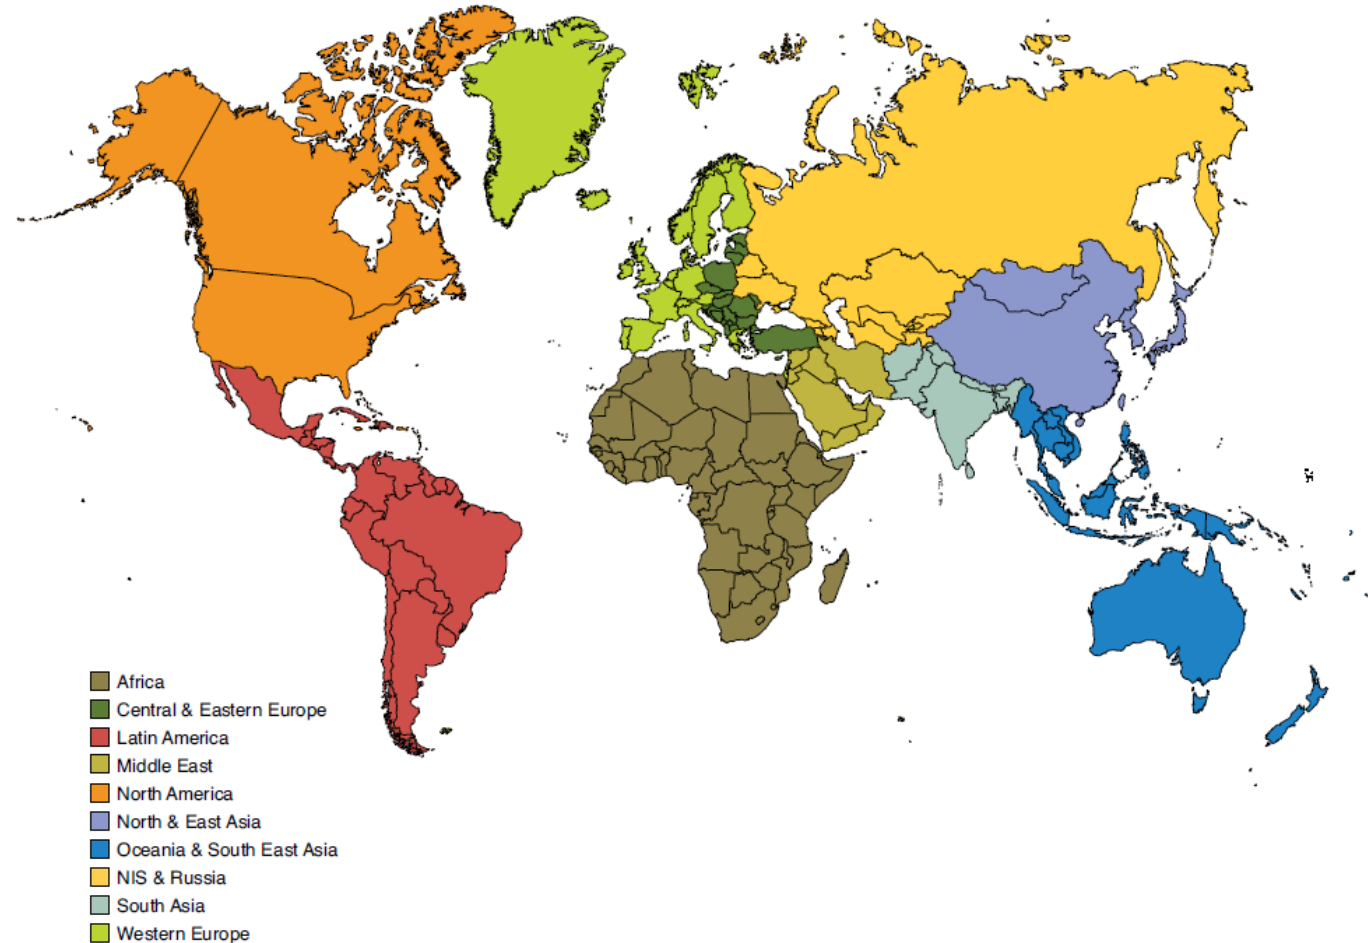 Africa
Central & Eastern Europe
Latin America
Middle East
North America
North & East Asia
Oceania & South East Asia
NIS & Russia
South Asia
Western Europe